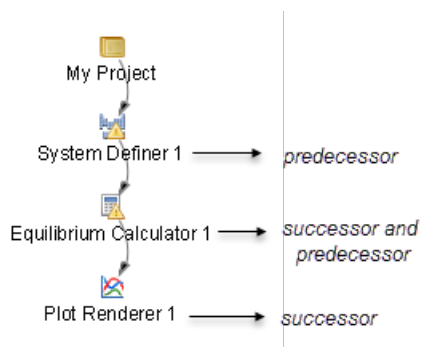 My Project
System Definer 1
predecessor
Equilibrium Calculator 1
successor and
predecessor
Plot Renderer 1
successor